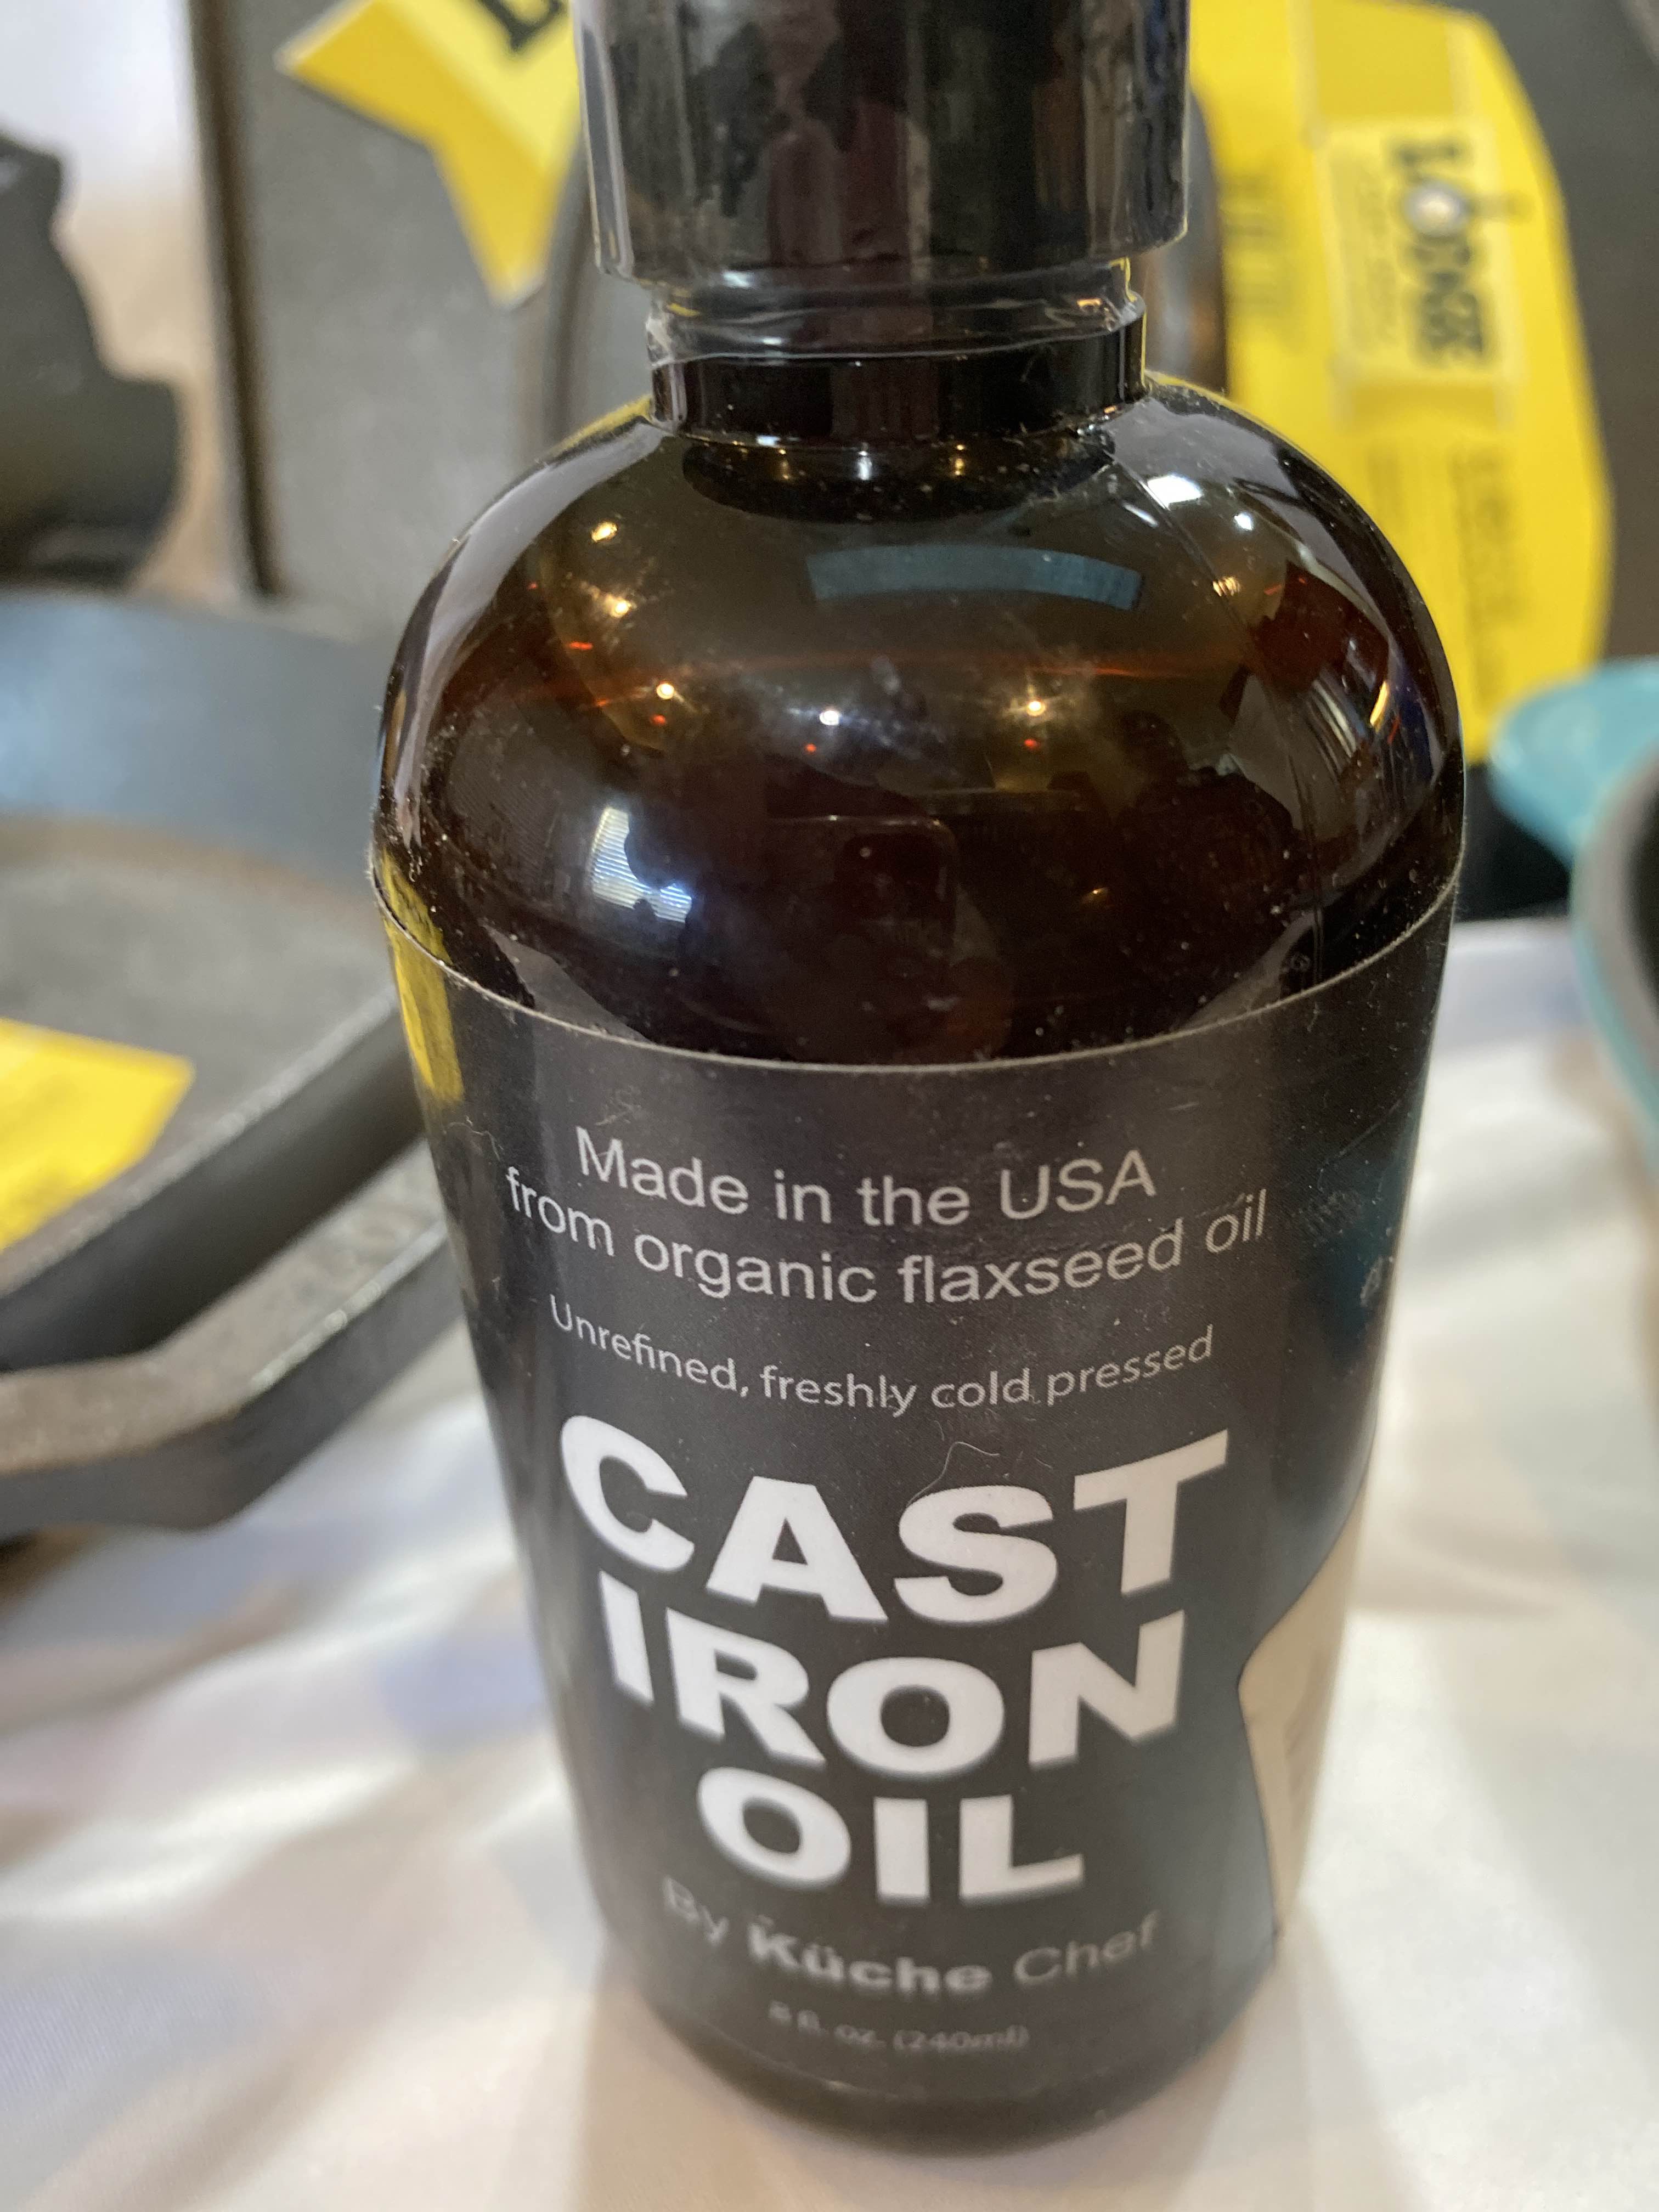 LODGE
Made in the USA
from organic flaxseed oil
Unrefined, freshly cold pressed
CAST
IRON
OIL
By Küche Chef
8 fl. oz. (240ml)